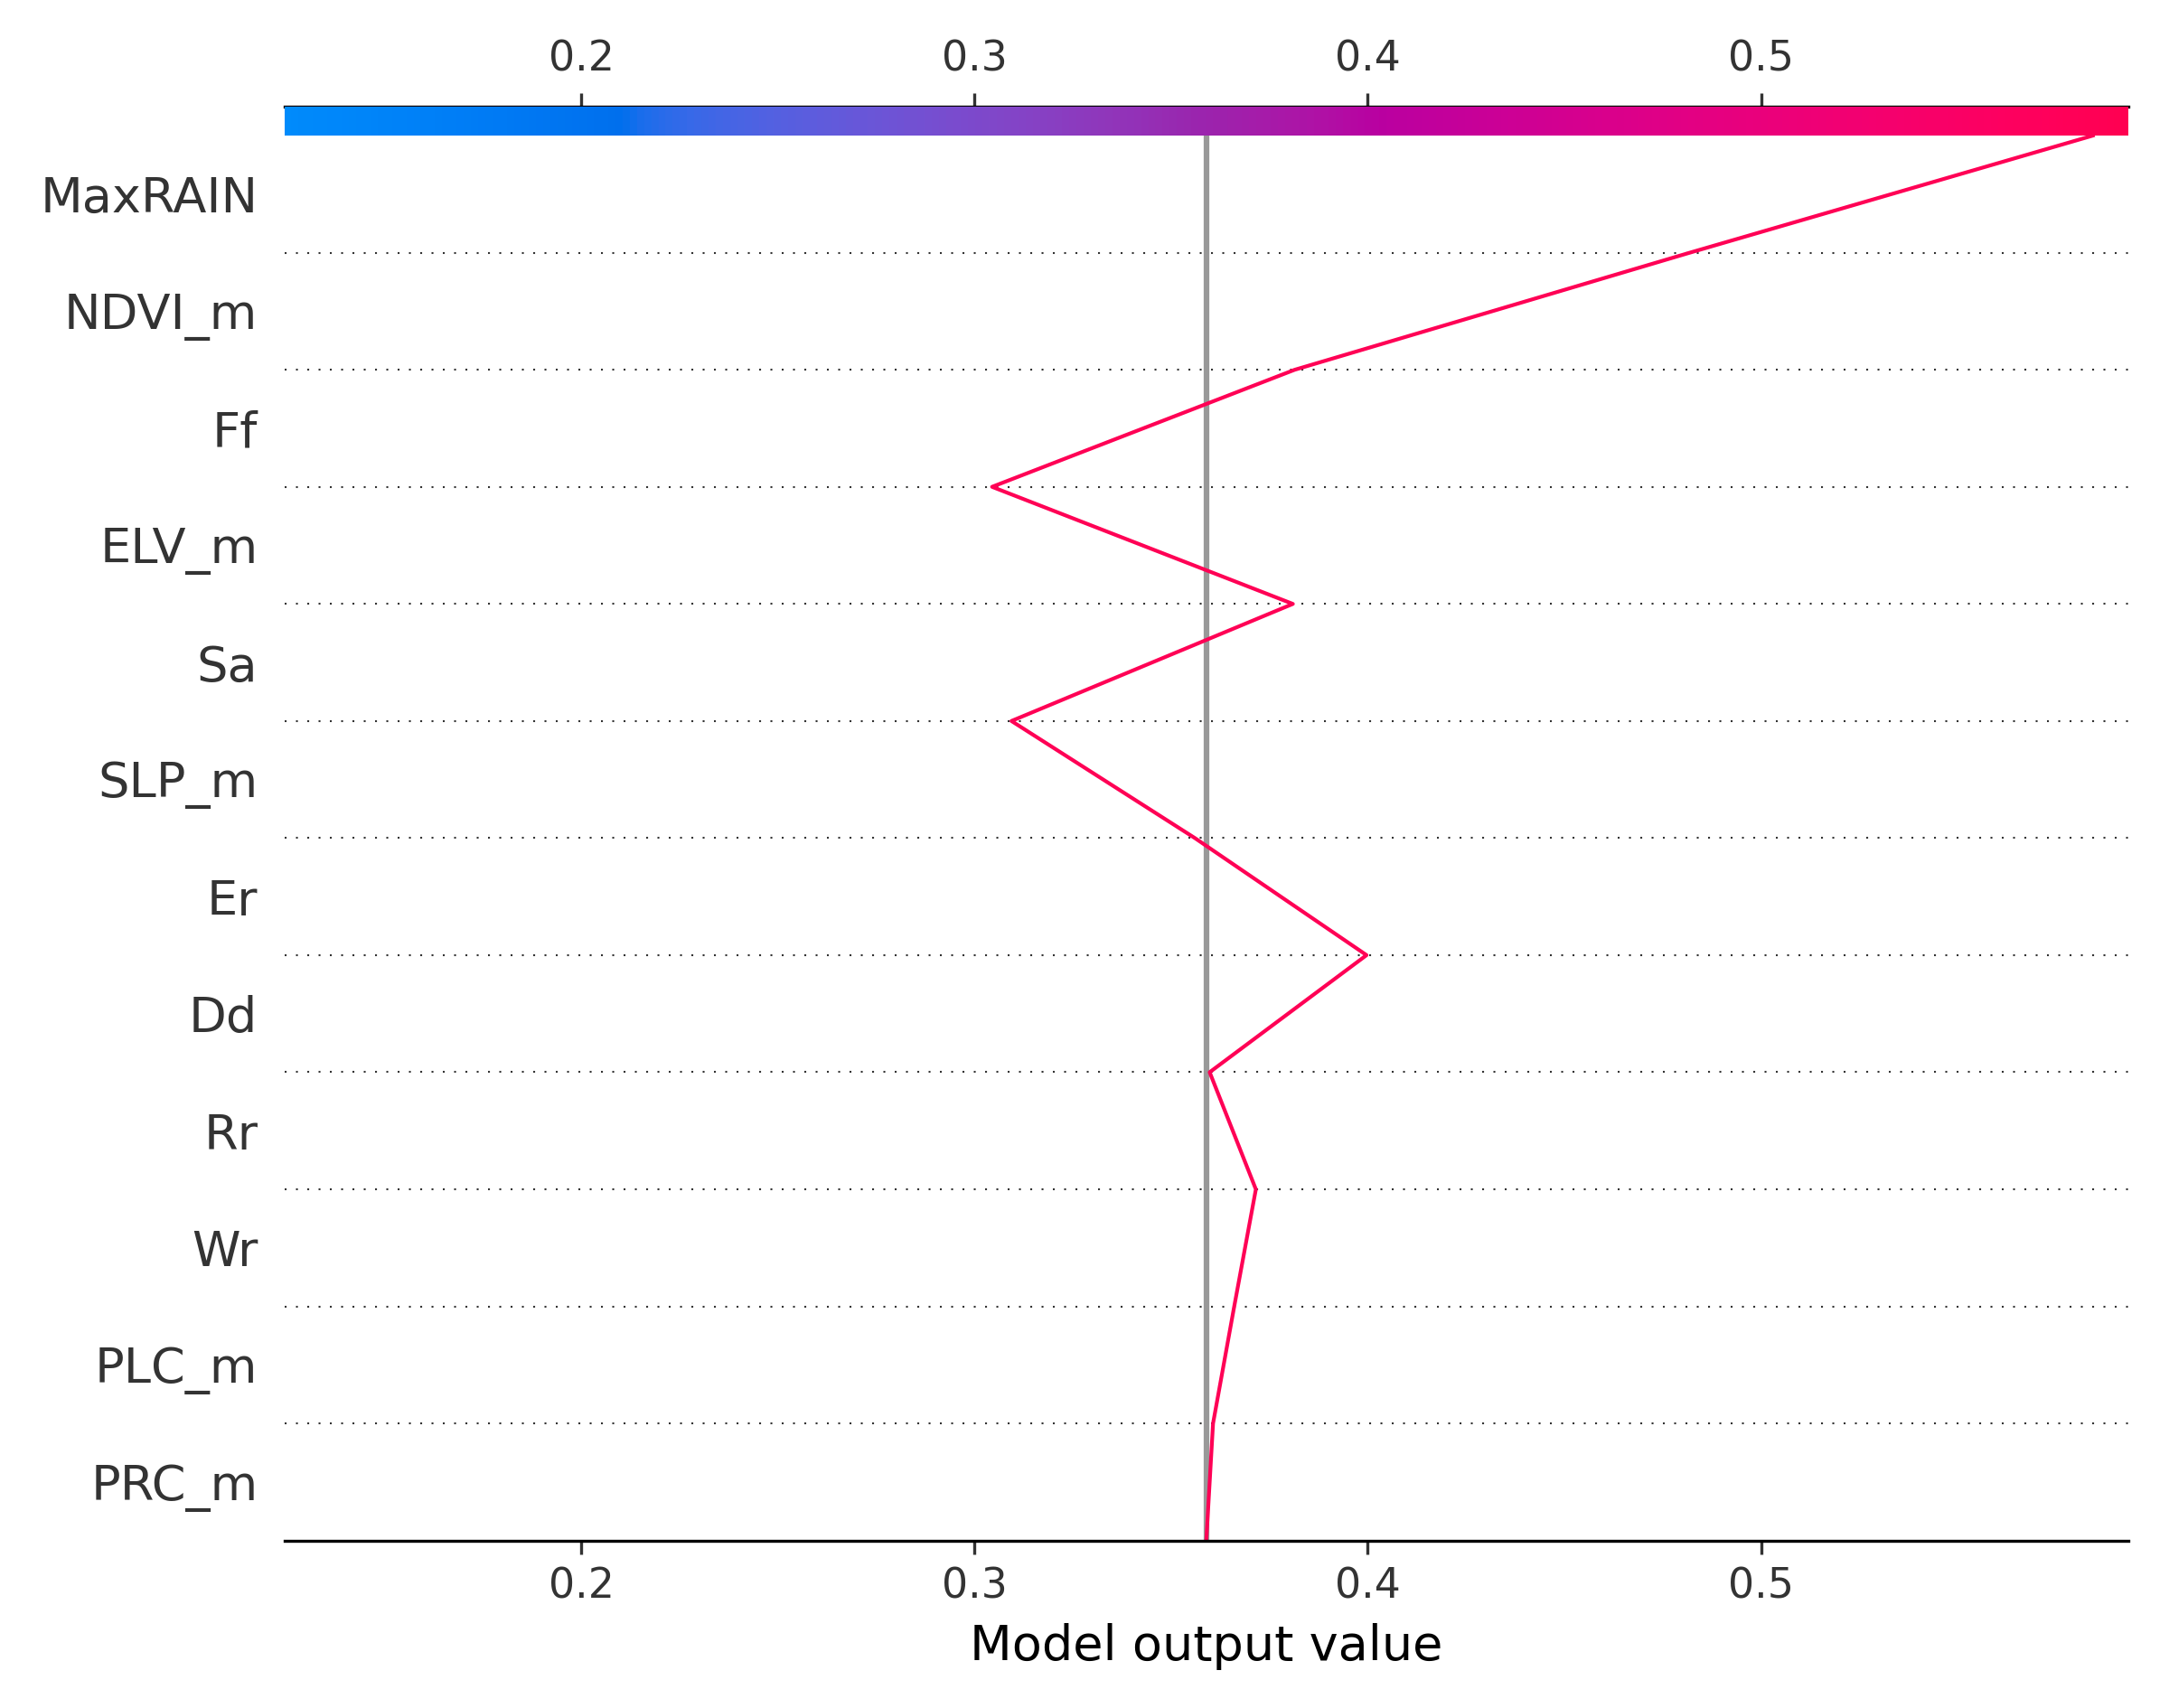 0.2 0.3 0.4 0.5
MaxRAIN
NDVI_m
Ff
ELV_m
Sa
SLP_m
Er
Dd
Rr
Wr
PLC_m
PRC_m
0.2 0.3 0.4 0.5
Model output value